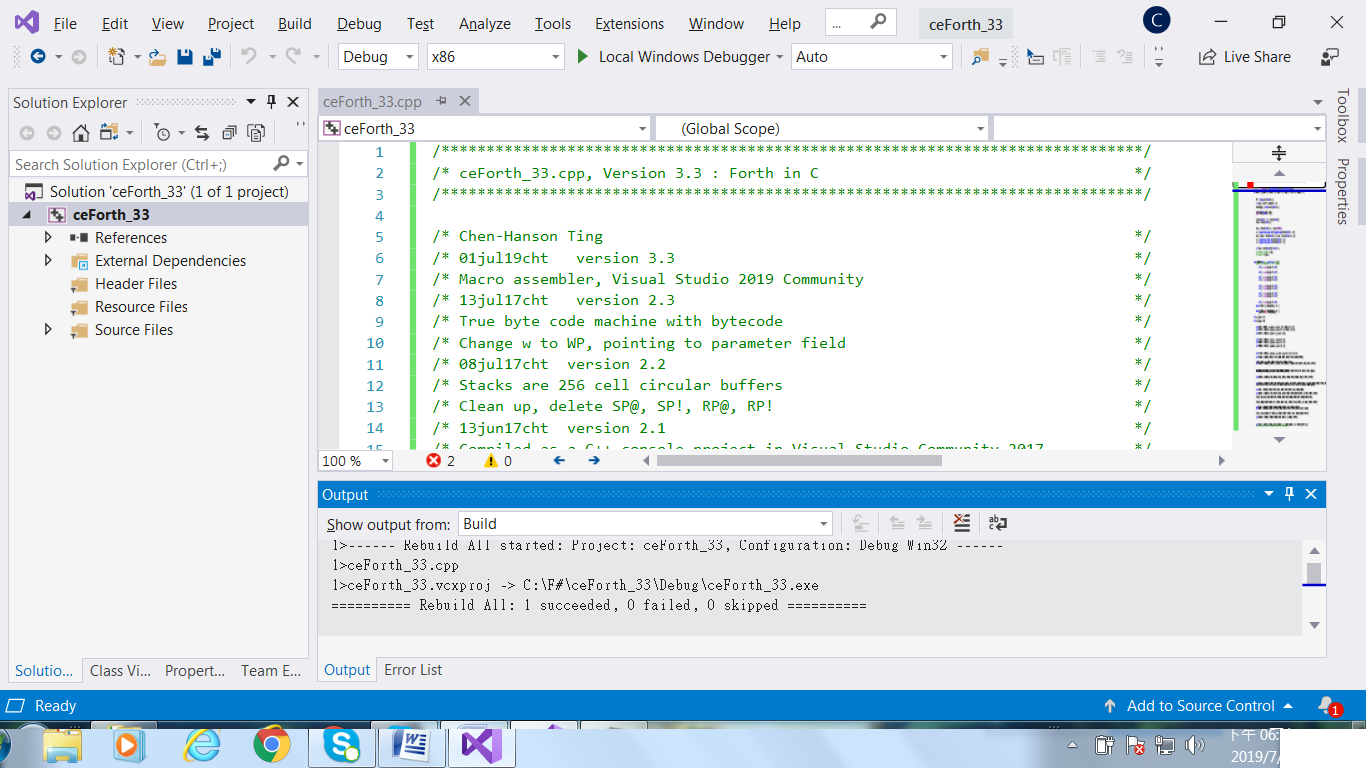 File Edit View Project Build Debug Test Analyze Tools Extensions Window Help ... ceForth_33 C
Debug x86 Local Windows Debugger Auto Live Share
Solution Explorer
Search Solution Explorer (Ctrl+;)
Solution 'ceForth_33' (1 of 1 project)
ceForth_33
References
External Dependencies
Header Files
Resource Files
Source Files
Solutio... Class Vi... Propert... Team E...
ceForth_33.cpp
ceForth_33 (Global Scope)
1 /******************************************************************************/
2 /* ceForth_33.cpp, Version 3.3 : Forth in C */
3 /******************************************************************************/
4
5 /* Chen-Hanson Ting */
6 /* 01jul19cht version 3.3 */
7 /* Macro assembler, Visual Studio 2019 Community */
8 /* 13jul17cht version 2.3 */
9 /* True byte code machine with bytecode */
10 /* Change w to WP, pointing to parameter field */
11 /* 08jul17cht version 2.2 */
12 /* Stacks are 256 cell circular buffers */
13 /* Clean up, delete SP@, SP!, RP@, RP! */
14 /* 13jun17cht version 2.1 */
15 /* Compiled as a C++ console project in Visual Studio Community 2017 */
100 % 2 0
Toolbox
Properties
Output
Show output from: Build
1>------ Rebuild All started: Project: ceForth_33, Configuration: Debug Win32 ------
1>ceForth_33.cpp
1>ceForth_33.vcxproj -> C:\F#\ceForth_33\Debug\ceForth_33.exe
========== Rebuild All: 1 succeeded, 0 failed, 0 skipped ==========
Output Error List
Ready Add to Source Control 1
下午 06:
2019/7/